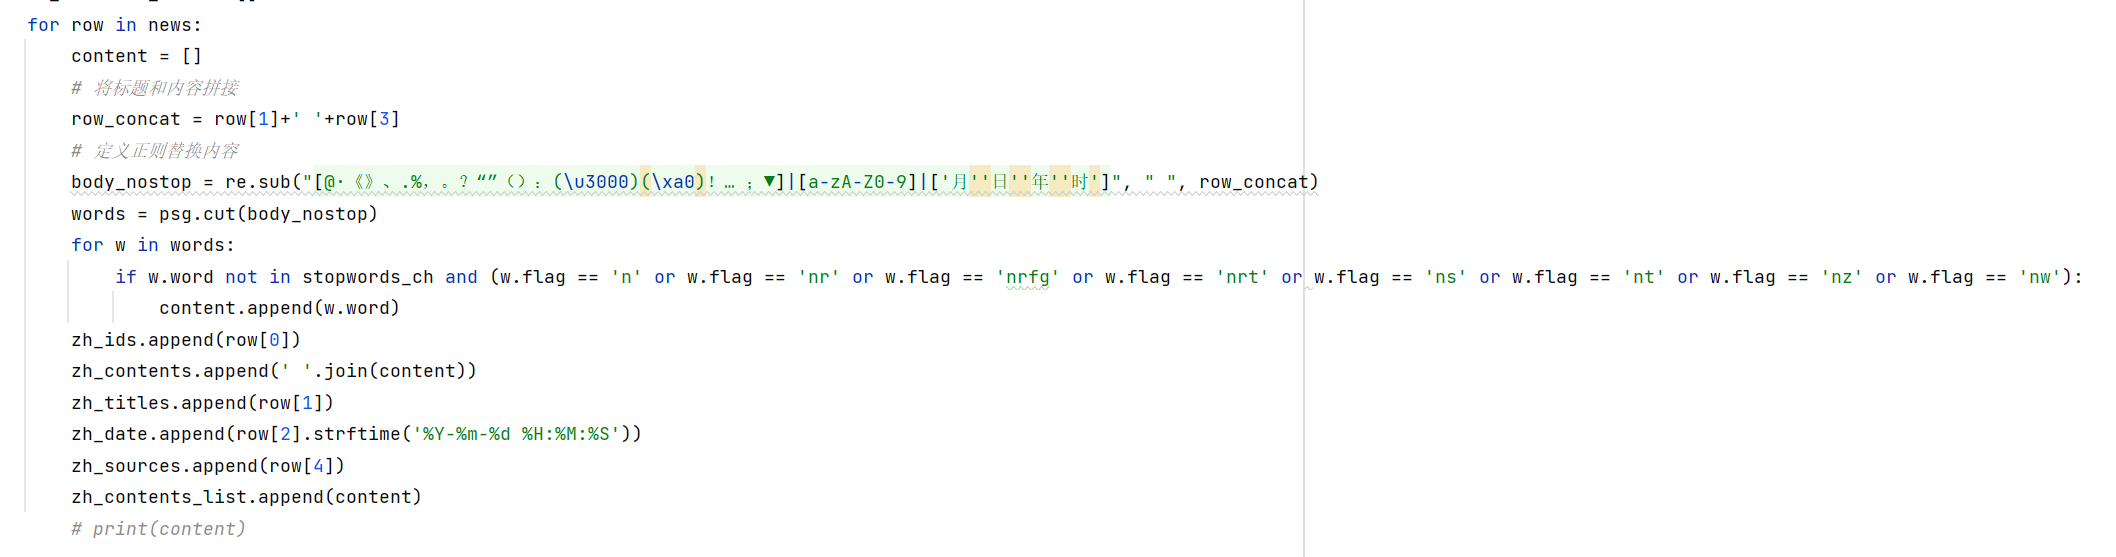 for row in news:
    content = []
    # 将标题和内容拼接
    row_concat = row[1]+' '+row[3]
    # 定义正则替换内容
    body_nostop = re.sub("[@·《》、.%，。？“”（）：(\u3000)(\xa0)！…；▼]|[a-zA-Z0-9]|['月''日''年''时']", " ", row_concat)
    words = psg.cut(body_nostop)
    for w in words:
        if w.word not in stopwords_ch and (w.flag == 'n' or w.flag == 'nr' or w.flag == 'nrfg' or w.flag == 'nrt' or w.flag == 'ns' or w.flag == 'nt' or w.flag == 'nz' or w.flag == 'nw'):
            content.append(w.word)
    zh_ids.append(row[0])
    zh_contents.append(' '.join(content))
    zh_titles.append(row[1])
    zh_date.append(row[2].strftime('%Y-%m-%d %H:%M:%S'))
    zh_sources.append(row[4])
    zh_contents_list.append(content)
    # print(content)